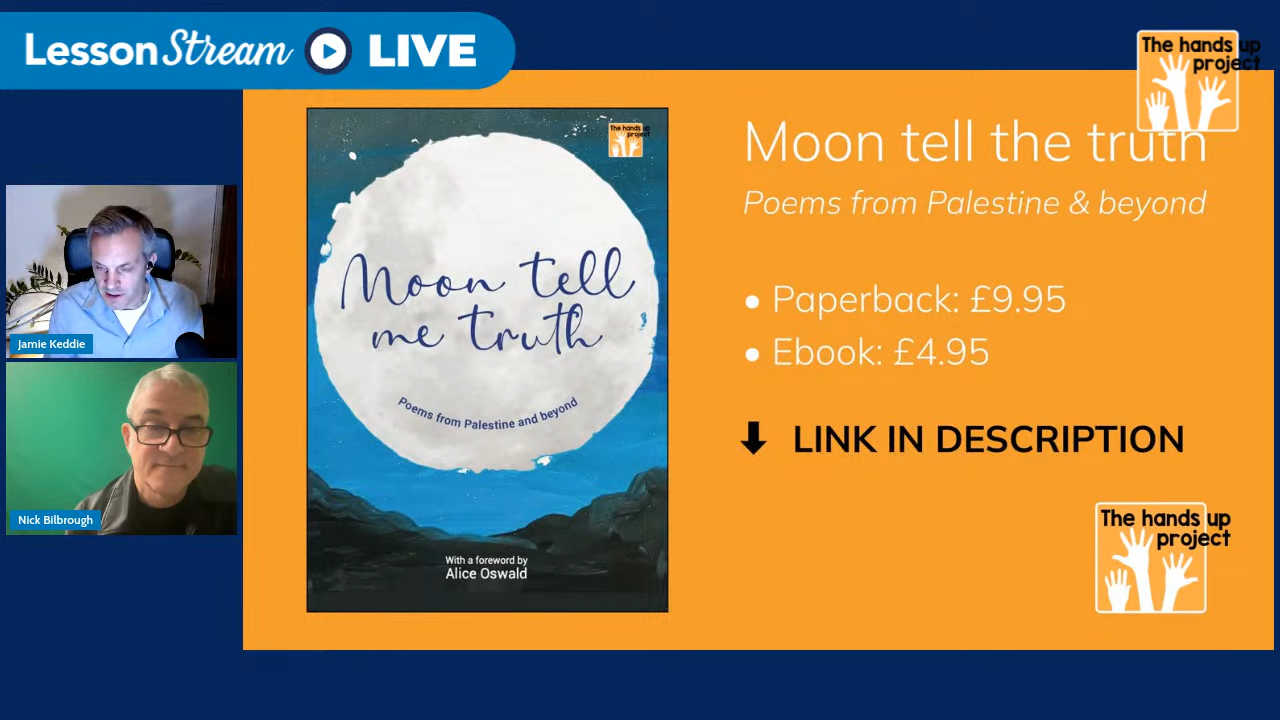 LessonStream LIVE
The hands up
project
The hands up
project
Moon tell
me truth
Poems from Palestine and beyond
With a foreword by
Alice Oswald
Moon tell the truth
Poems from Palestine & beyond
• Paperback: £9.95
• Ebook: £4.95
LINK IN DESCRIPTION
The hands up
project
Jamie Keddie
Nick Bilbrough